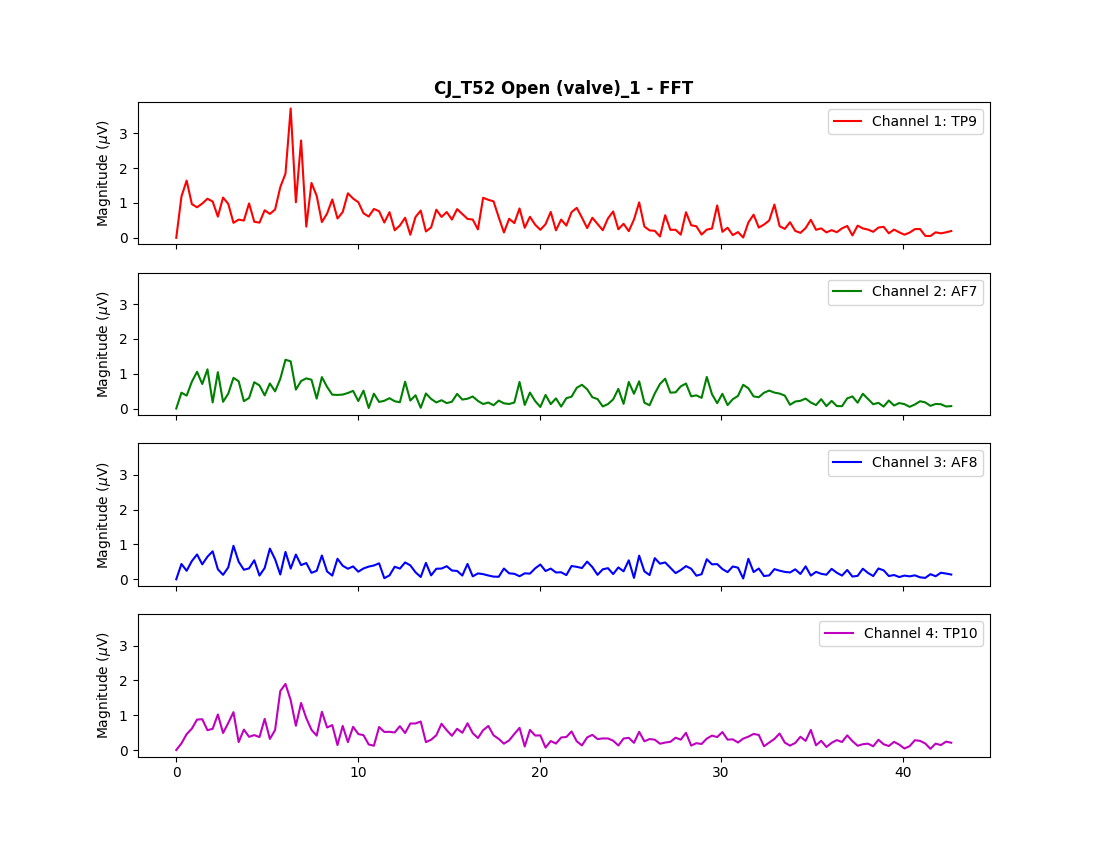 CJ_T52 Open (valve)_1 - FFT
Magnitude (μV)
3
2
1
0
Channel 1: TP9
Magnitude (μV)
3
2
1
0
Channel 2: AF7
Magnitude (μV)
3
2
1
0
Channel 3: AF8
Magnitude (μV)
3
2
1
0
Channel 4: TP10
0 10 20 30 40